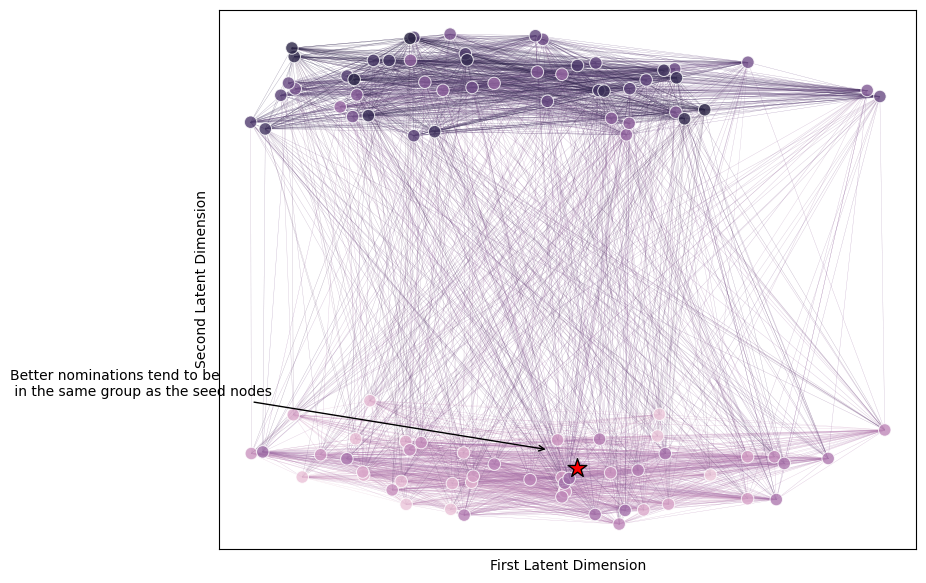 Second Latent Dimension
Better nominations tend to be
in the same group as the seed nodes
First Latent Dimension